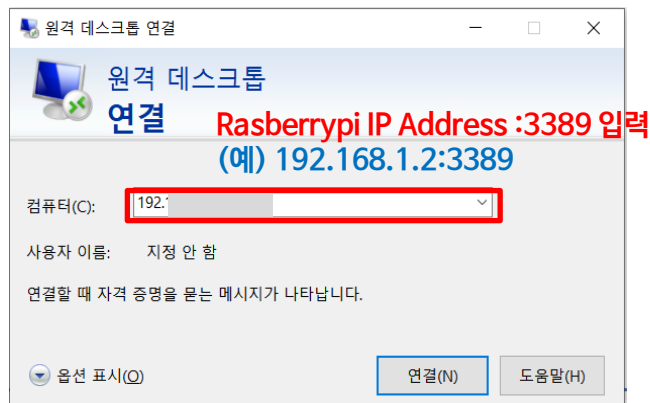 원격 데스크톱 연결
원격 데스크톱
연결
Rasberrypi IP Address :3389 입력
(예) 192.168.1.2:3389
컴퓨터(C):
192.
사용자 이름:
지정 안 함
연결할 때 자격 증명을 묻는 메시지가 나타납니다.
옵션 표시(O)
연결(N)
도움말(H)